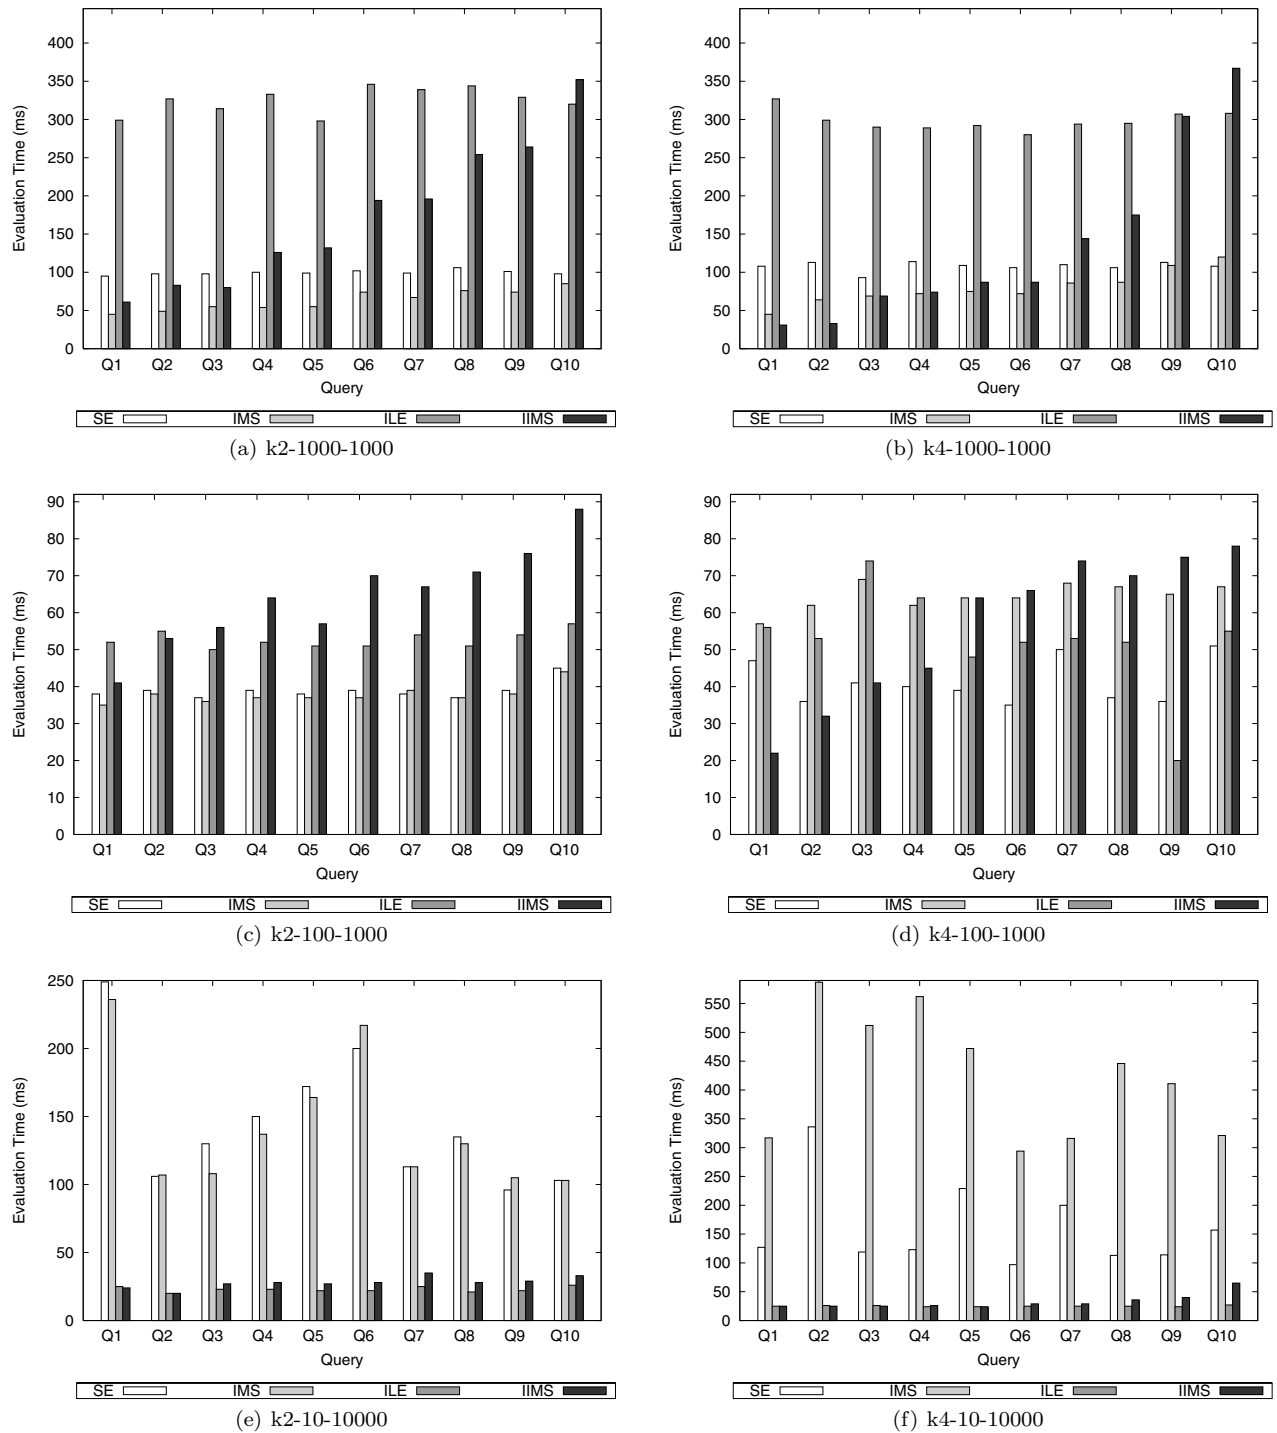 400
350
300
250
200
150
100
50
0
Evaluation Time (ms)
Q1 Q2 Q3 Q4 Q5 Q6 Q7 Q8 Q9 Q10
Query
SE IMS ILE IIMS
(a) k2-1000-1000
400
350
300
250
200
150
100
50
0
Evaluation Time (ms)
Q1 Q2 Q3 Q4 Q5 Q6 Q7 Q8 Q9 Q10
Query
SE IMS ILE IIMS
(b) k4-1000-1000
90
80
70
60
50
40
30
20
10
0
Evaluation Time (ms)
Q1 Q2 Q3 Q4 Q5 Q6 Q7 Q8 Q9 Q10
Query
SE IMS ILE IIMS
(c) k2-100-1000
90
80
70
60
50
40
30
20
10
0
Evaluation Time (ms)
Q1 Q2 Q3 Q4 Q5 Q6 Q7 Q8 Q9 Q10
Query
SE IMS ILE IIMS
(d) k4-100-1000
250
200
150
100
50
0
Evaluation Time (ms)
Q1 Q2 Q3 Q4 Q5 Q6 Q7 Q8 Q9 Q10
Query
SE IMS ILE IIMS
(e) k2-10-10000
550
500
450
400
350
300
250
200
150
100
50
0
Evaluation Time (ms)
Q1 Q2 Q3 Q4 Q5 Q6 Q7 Q8 Q9 Q10
Query
SE IMS ILE IIMS
(f) k4-10-10000